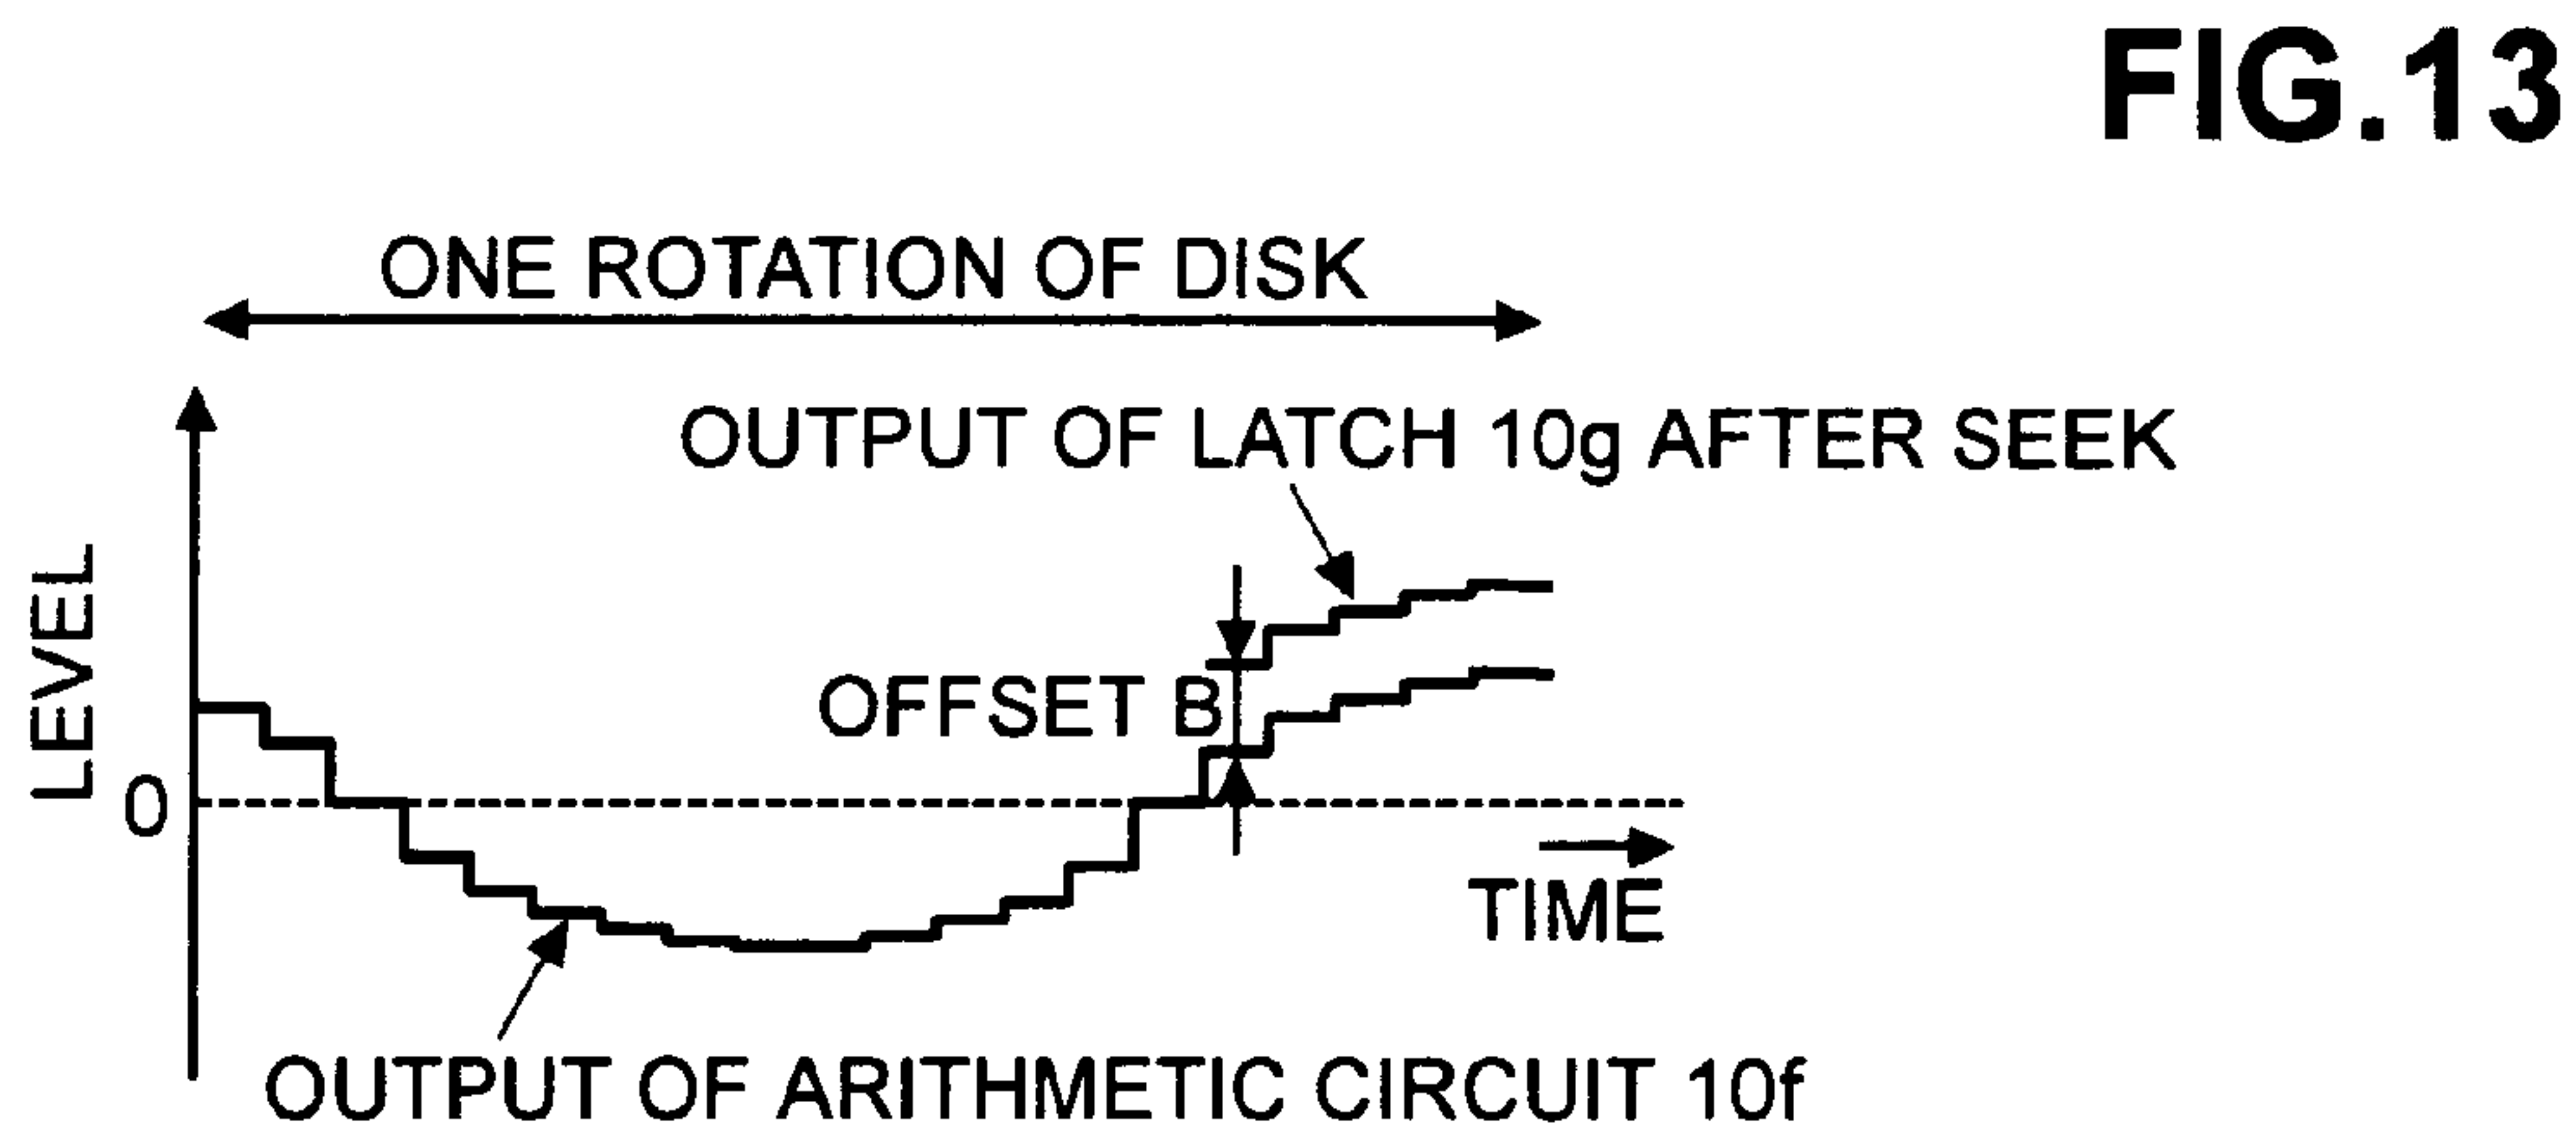 FIG.13
ONE ROTATION OF DISK
OUTPUT OF LATCH 10g AFTER SEEK
LEVEL
OFFSET B
0
TIME
OUTPUT OF ARITHMETIC CIRCUIT 10f